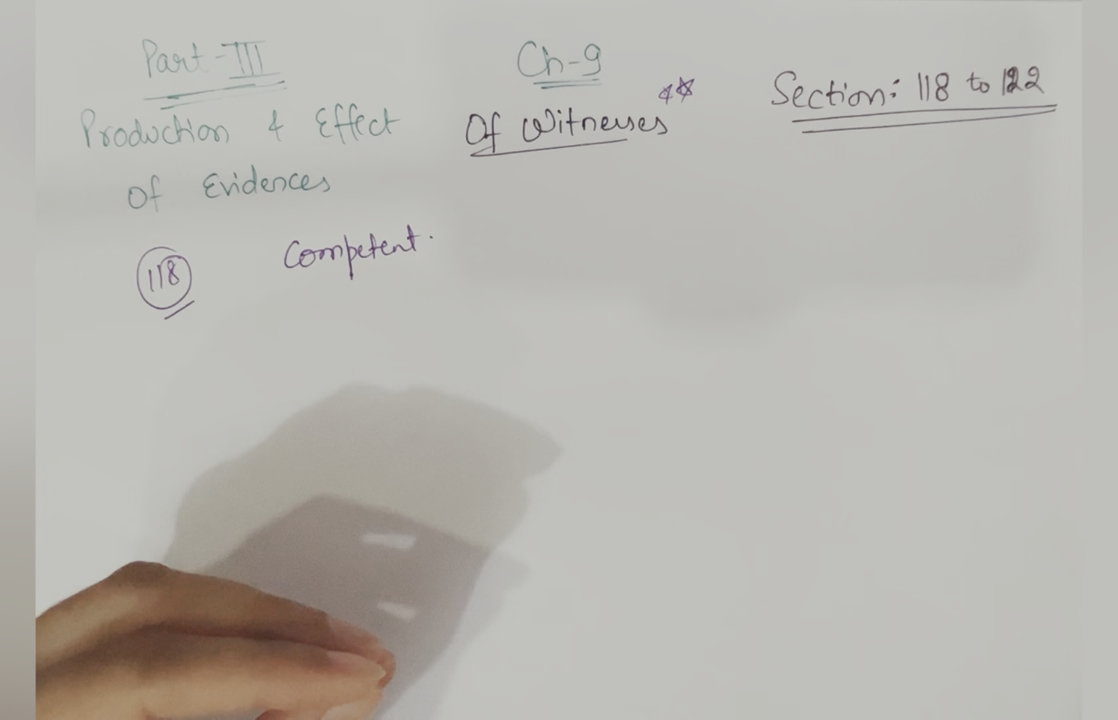 Part-III
Production & Effect
Of Evidences
Ch-9
Of Witnesses **
Section: 118 to 122
118 Competent.